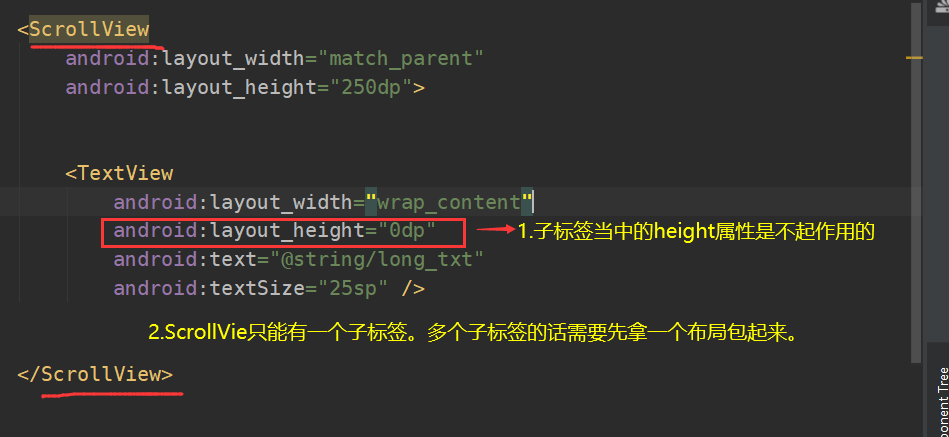 <ScrollView
android:layout_width="match_parent"
android:layout_height="250dp">
<TextView
android:layout_width="wrap_content"
android:layout_height="0dp"
1.子标签当中的height属性是不起作用的
android:text="@string/long_txt"
android:textSize="25sp" />
2.ScrollVie只能有一个子标签。多个子标签的话需要先拿一个布局包起来。
</ScrollView>
ponent Tree